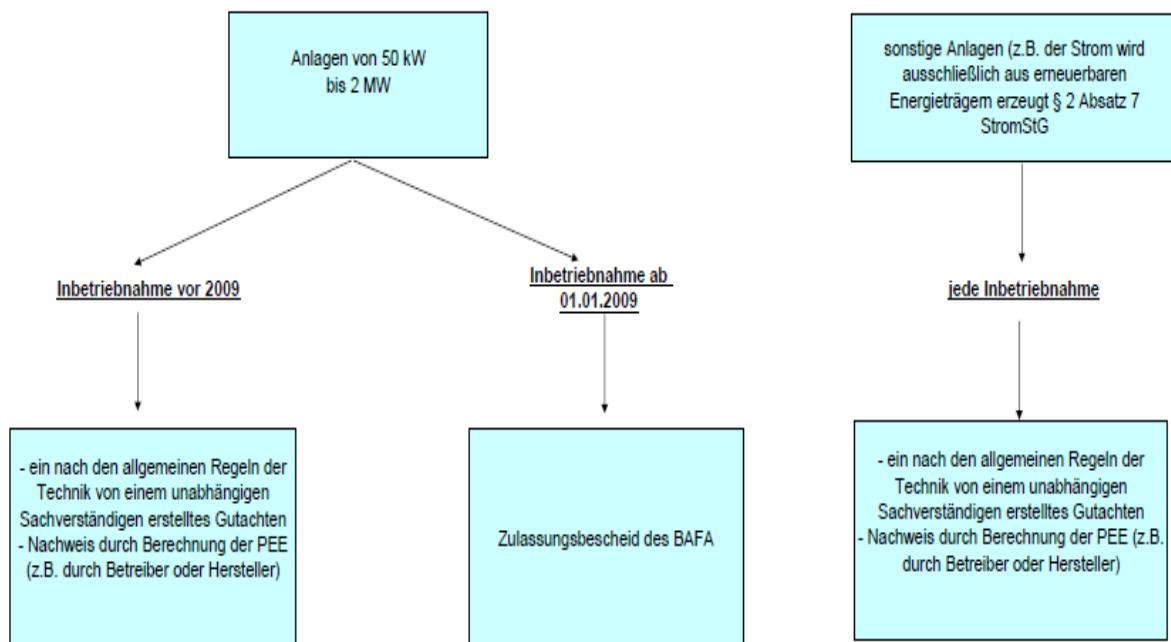 Anlagen von 50 kW
bis 2 MW
sonstige Anlagen (z.B. der Strom wird
ausschließlich aus erneuerbaren
Energieträgern erzeugt § 2 Absatz 7
StromStG
Inbetriebnahme vor 2009
Inbetriebnahme ab
01.01.2009
jede Inbetriebnahme
- ein nach den allgemeinen Regeln der
Technik von einem unabhängigen
Sachverständigen erstelltes Gutachten
- Nachweis durch Berechnung der PEE
(z.B. durch Betreiber oder Hersteller)
Zulassungsbescheid des BAFA
- ein nach den allgemeinen Regeln der
Technik von einem unabhängigen
Sachverständigen erstelltes Gutachten
- Nachweis durch Berechnung der PEE (z.B.
durch Betreiber oder Hersteller)